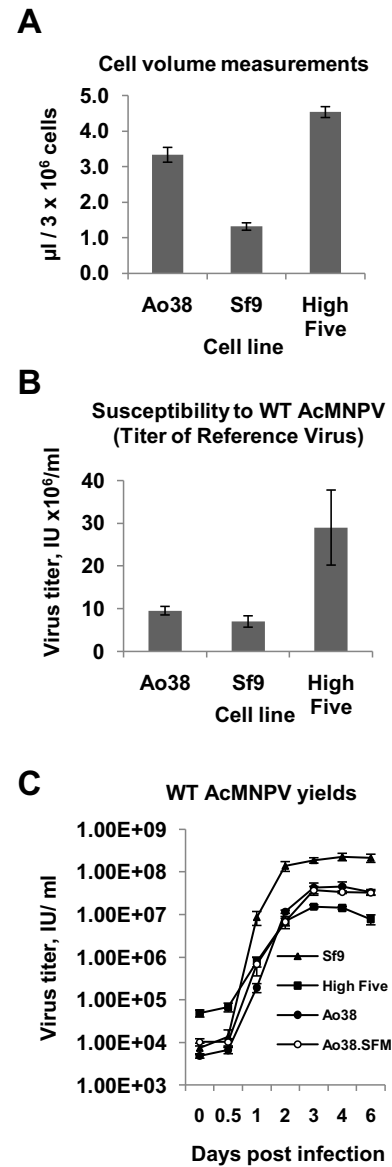 A
Cell volume measurements
5.0
4.0
3.0
2.0
1.0
0.0
µl / 3 x 10⁶ cells
Ao38 Sf9 High Five
Cell line
B
Susceptibility to WT AcMNPV
(Titer of Reference Virus)
40
30
20
10
0
Virus titer, IU x10⁶/ml
Ao38 Sf9 High Five
Cell line
C
WT AcMNPV yields
1.00E+09
1.00E+08
1.00E+07
1.00E+06
1.00E+05
1.00E+04
1.00E+03
Virus titer, IU/ ml
Sf9
High Five
Ao38
Ao38.SFM
0 0.5 1 2 3 4 6
Days post infection